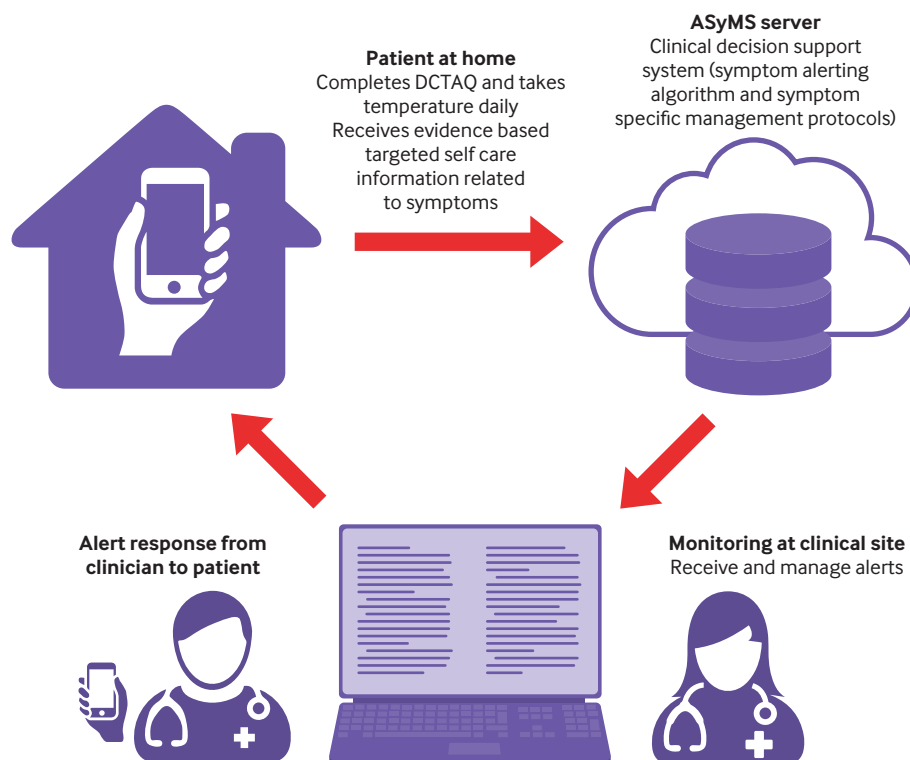 Patient at home
Completes DCTAQ and takes
temperature daily
Receives evidence based
targeted self care
information related
to symptoms
ASyMS server
Clinical decision support
system (symptom alerting
algorithm and symptom
specific management protocols)
Alert response from
clinician to patient
Monitoring at clinical site
Receive and manage alerts